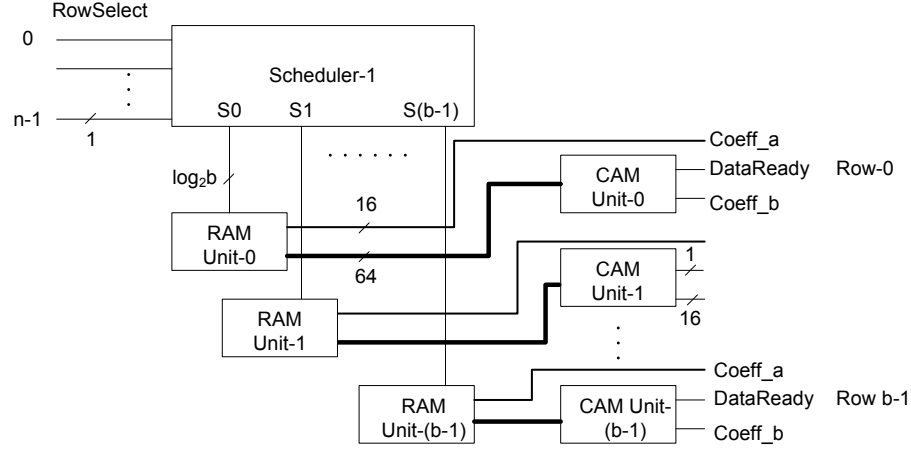 RowSelect
0
n-1
1
Scheduler-1
S0 S1 S(b-1)
. . . . . .
log₂b
16
64
RAM
Unit-0
Coeff_a
CAM
Unit-0
DataReady Row-0
Coeff_b
RAM
Unit-1
CAM
Unit-1
1
16
RAM
Unit-(b-1)
Coeff_a
CAM Unit-
(b-1)
DataReady Row b-1
Coeff_b